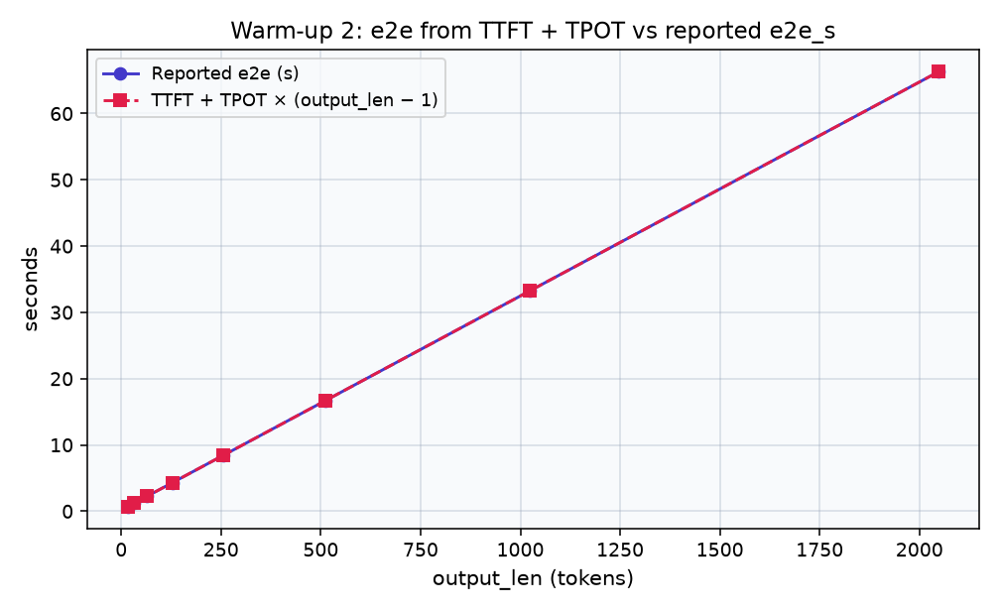 Warm-up 2: e2e from TTFT + TPOT vs reported e2e_s
Reported e2e (s)
TTFT + TPOT × (output_len − 1)
60
50
40
30
20
10
0
seconds
0 250 500 750 1000 1250 1500 1750 2000
output_len (tokens)